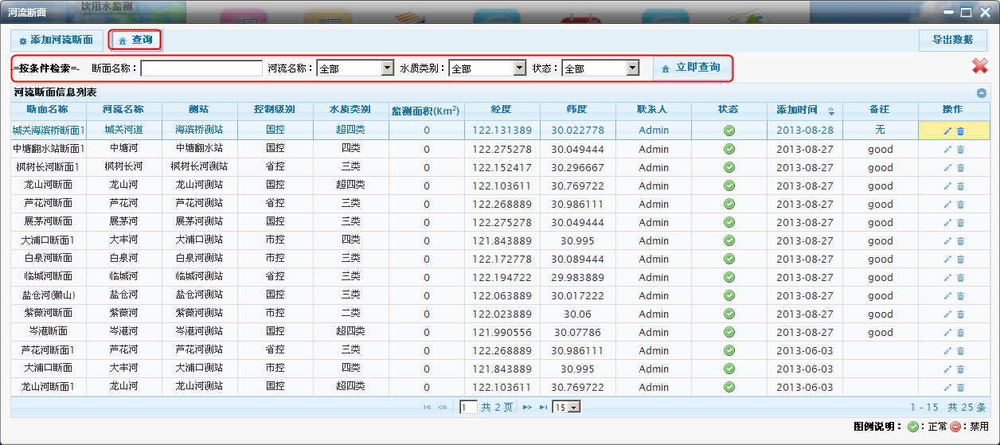 饮用水监测
河流断面
添加河流断面 查询 导出数据
-=按条件检索=- 断面名称： 河流名称：全部 水质类别：全部 状态：全部 立即查询
河流断面信息列表
断面名称 河流名称 测站 控制级别 水质类别 监测面积(Km²) 经度 纬度 联系人 状态 添加时间 备注 操作
城关海滨桥断面1 城关河道 海滨桥测站 国控 超四类 0 122.131389 30.022778 Admin 2013-08-28 无
中塘翻水站断面1 中塘河 中塘翻水站 国控 四类 0 122.275278 30.049444 Admin 2013-08-27 good
枫树长河断面1 枫树长河 枫树长河测站 省控 三类 0 122.152417 30.296667 Admin 2013-08-27 good
龙山河断面 龙山河 龙山河测站 国控 超四类 0 122.103611 30.769722 Admin 2013-08-27 good
芦花河断面 芦花河 芦花河测站 省控 三类 0 122.268889 30.986111 Admin 2013-08-27 good
展茅河断面 展茅河 展茅河测站 国控 三类 0 122.275278 30.049444 Admin 2013-08-27 good
大浦口断面1 大丰河 大浦口测站 市控 四类 0 121.843889 30.995 Admin 2013-08-27 good
白泉河断面 白泉河 白泉河测站 市控 三类 0 122.172778 30.089444 Admin 2013-08-27 good
临城河断面 临城河 临城河测站 省控 三类 0 122.194722 29.983889 Admin 2013-08-27 good
盐仓河(獭山) 盐仓河 盐仓河测站 国控 三类 0 122.063889 30.017222 Admin 2013-08-27 good
紫薇河断面 紫薇河 紫薇河测站 市控 二类 0 122.023889 30.06 Admin 2013-08-27 good
岑港断面 岑港河 岑港河测站 国控 超四类 0 121.990556 30.07786 Admin 2013-08-27 good
芦花河断面1 芦花河 芦花河测站 省控 三类 0 122.268889 30.986111 Admin 2013-06-03
大浦口断面 大丰河 大浦口测站 市控 四类 0 121.843889 30.995 Admin 2013-06-03
龙山河断面1 龙山河 龙山河测站 国控 超四类 0 122.103611 30.769722 Admin 2013-06-03
1 共 2 页 15 1 - 15 共 25 条
图例说明： ：正常 ：禁用